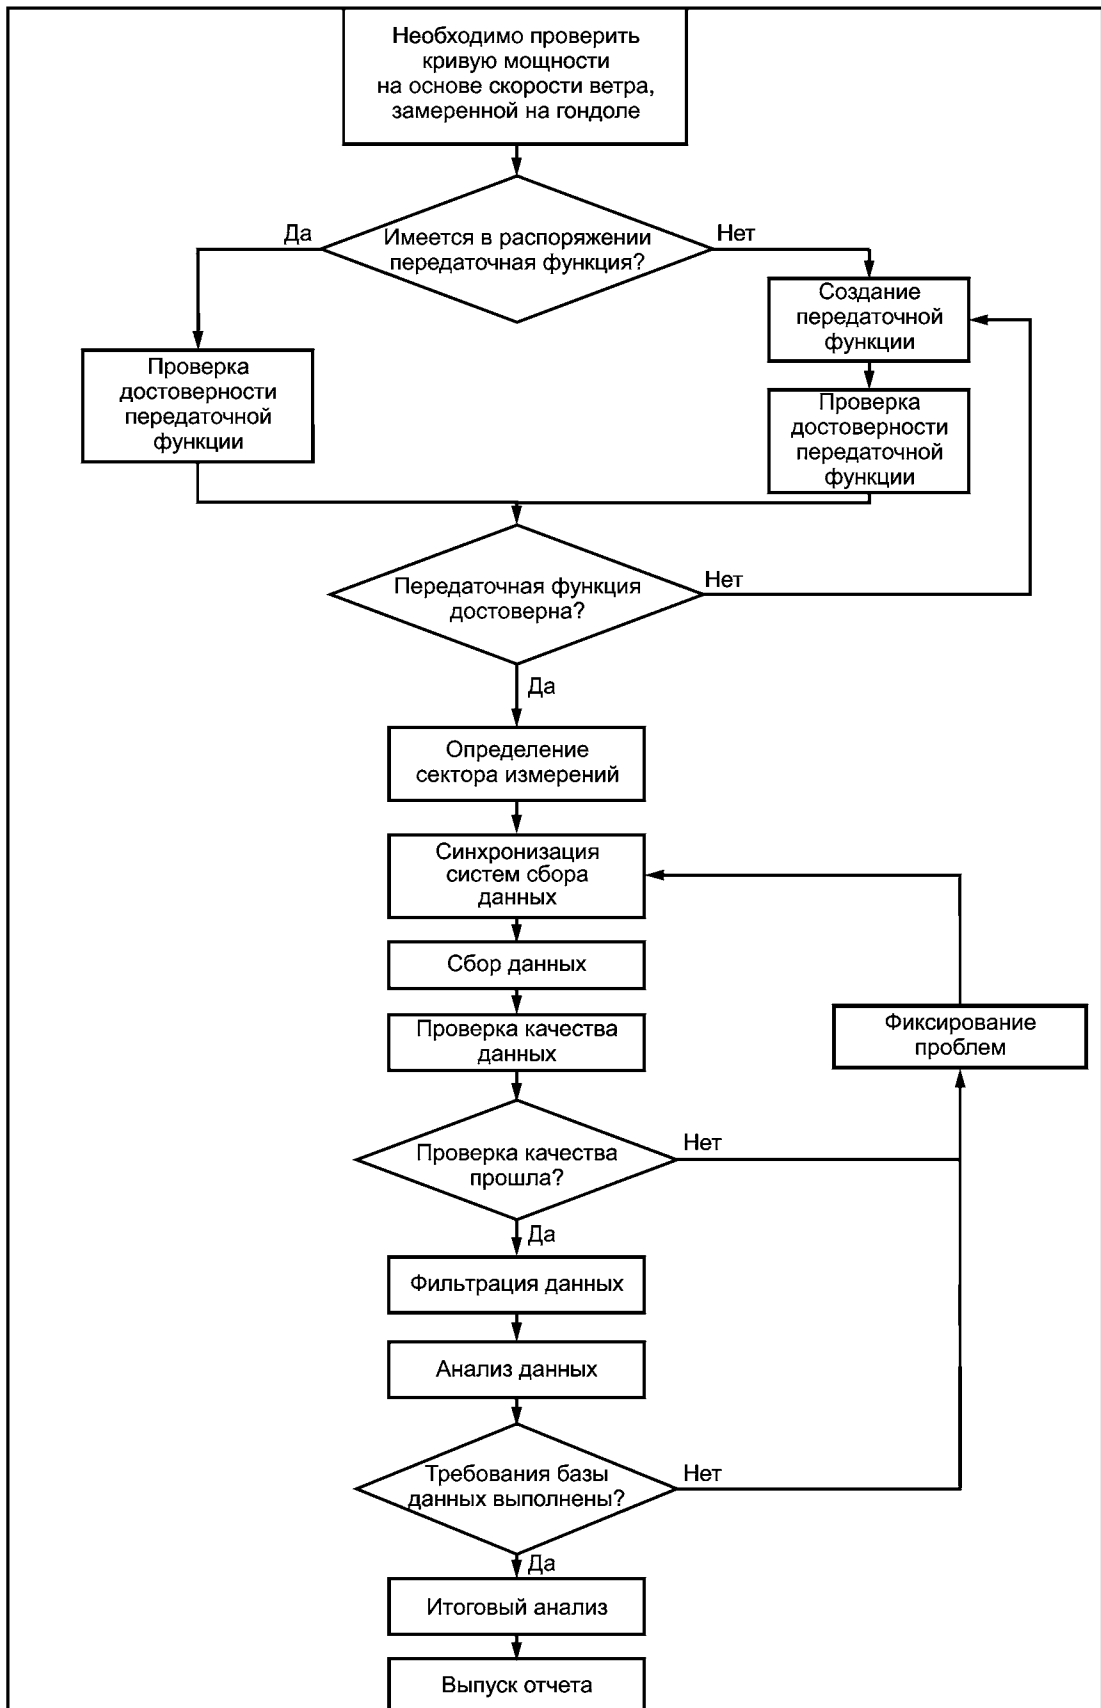 Необходимо проверить
кривую мощности
на основе скорости ветра,
замеренной на гондоле
Имеется в распоряжении
передаточная функция?
Да
Нет
Проверка
достоверности
передаточной
функции
Создание
передаточной
функции
Проверка
достоверности
передаточной
функции
Передаточная функция
достоверна?
Нет
Да
Определение
сектора измерений
Синхронизация
систем сбора
данных
Сбор данных
Проверка качества
данных
Фиксирование
проблем
Проверка качества
прошла?
Нет
Да
Фильтрация данных
Анализ данных
Требования базы
данных выполнены?
Нет
Да
Итоговый анализ
Выпуск отчета